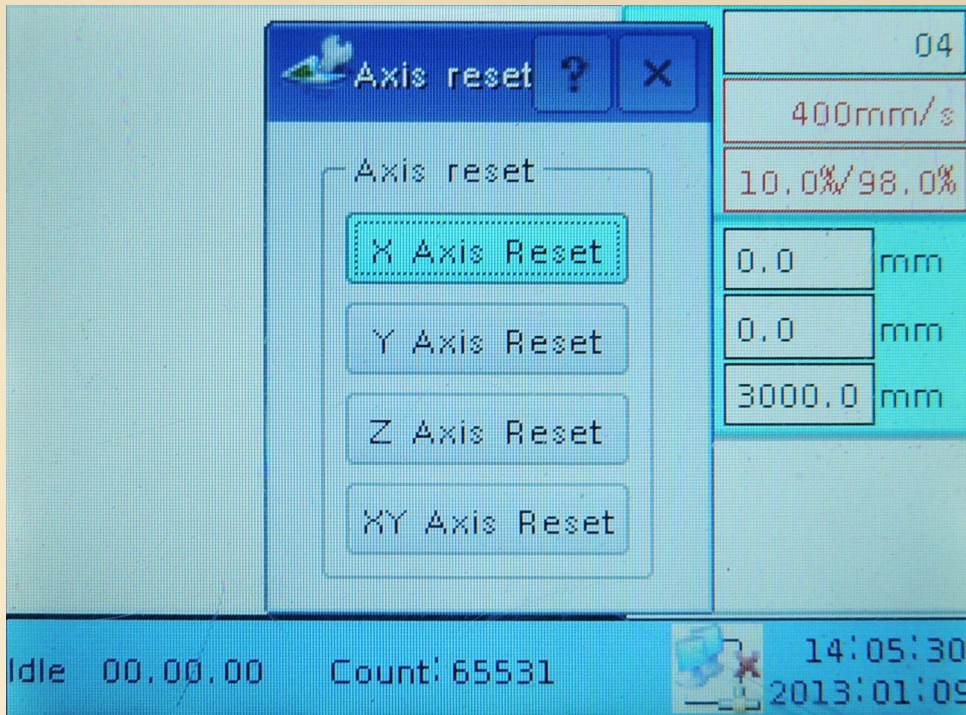 Axis reset ? ×
04
400mm/s
10.0%/98.0%
Axis reset
X Axis Reset
Y Axis Reset
Z Axis Reset
XY Axis Reset
0.0 mm
0.0 mm
3000.0 mm
Idle 00.00.00 Count: 65531
14:05:30
2013:01:09